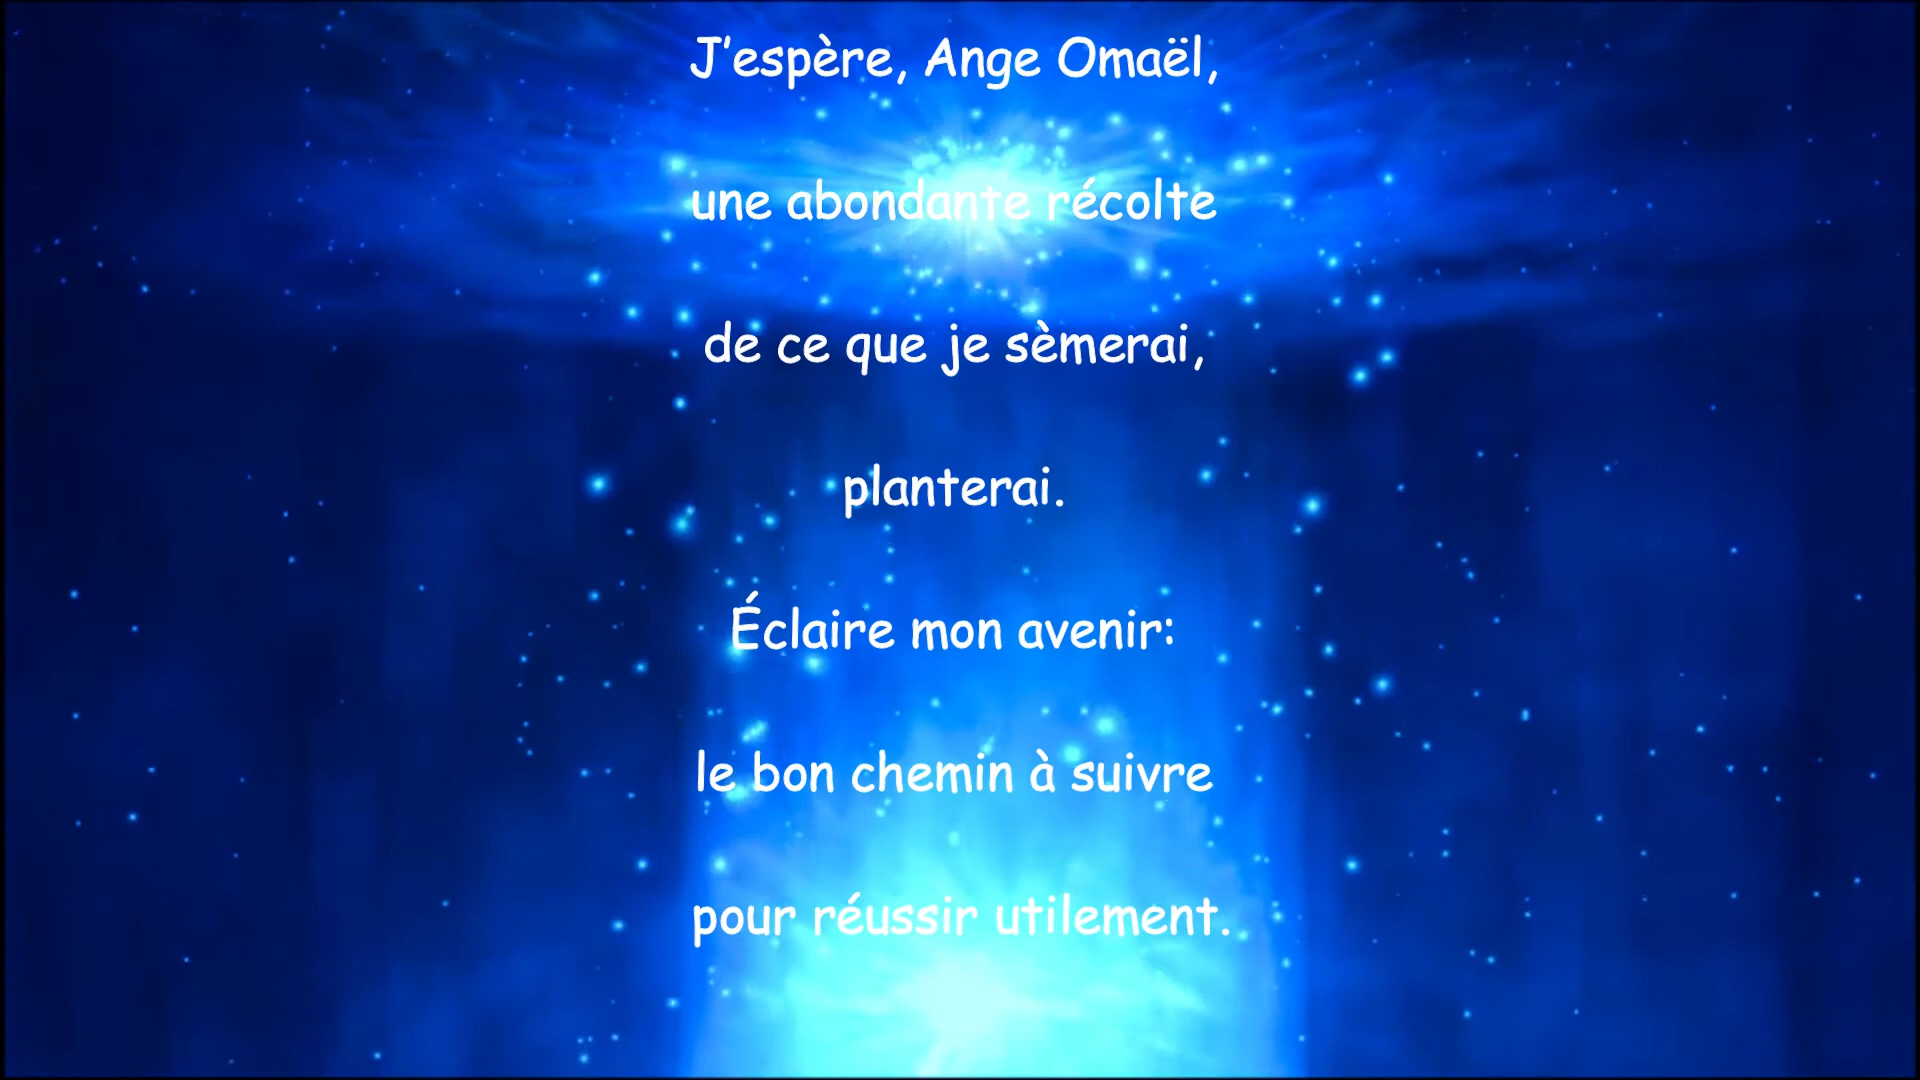 J'espère, Ange Omaël,
une abondante récolte
de ce que je sèmerai,
planterai.
Éclaire mon avenir:
le bon chemin à suivre
pour réussir utilement.